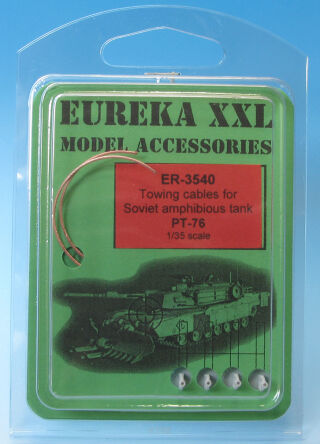 EUREKA XXL
MODEL ACCESSORIES
ER-3540
Towing cables for
Soviet amphibious tank
PT-76
1/35 scale